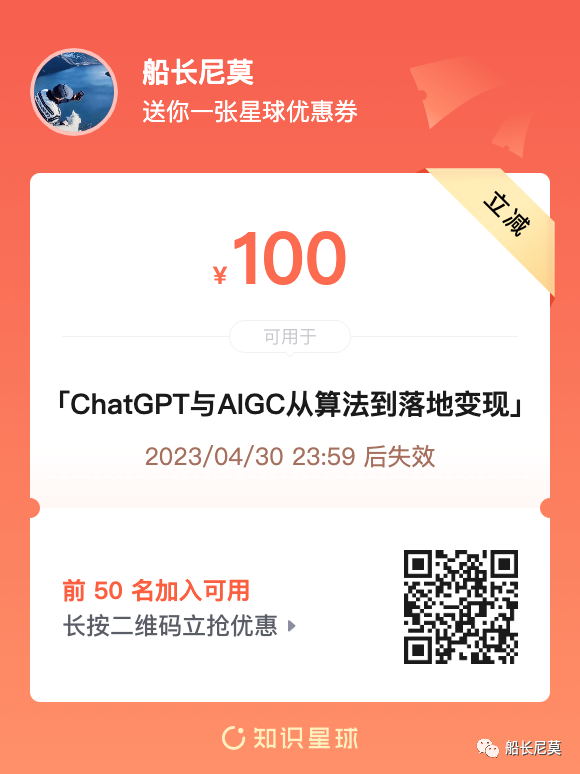 船长尼莫
送你一张星球优惠券
立减
¥100
可用于
「ChatGPT与AIGC从算法到落地变现」
2023/04/30 23:59 后失效
前 50 名加入可用
长按二维码立抢优惠
知识星球
船长尼莫